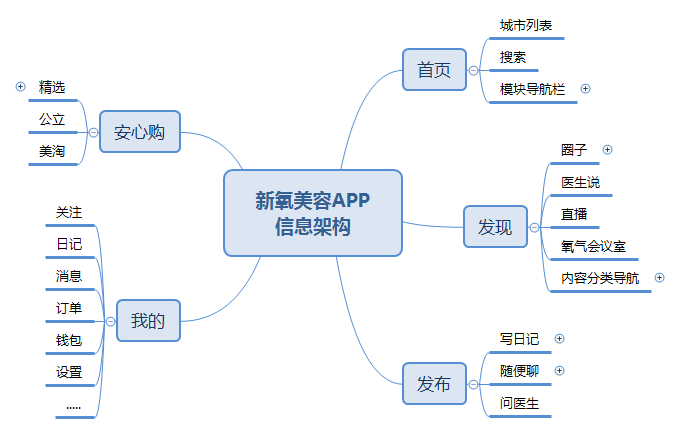 新氧美容APP
信息架构
首页
城市列表
搜索
模块导航栏
发现
圈子
医生说
直播
氧气会议室
内容分类导航
发布
写日记
随便聊
问医生
安心购
精选
公立
美淘
我的
关注
日记
消息
订单
钱包
设置
.....